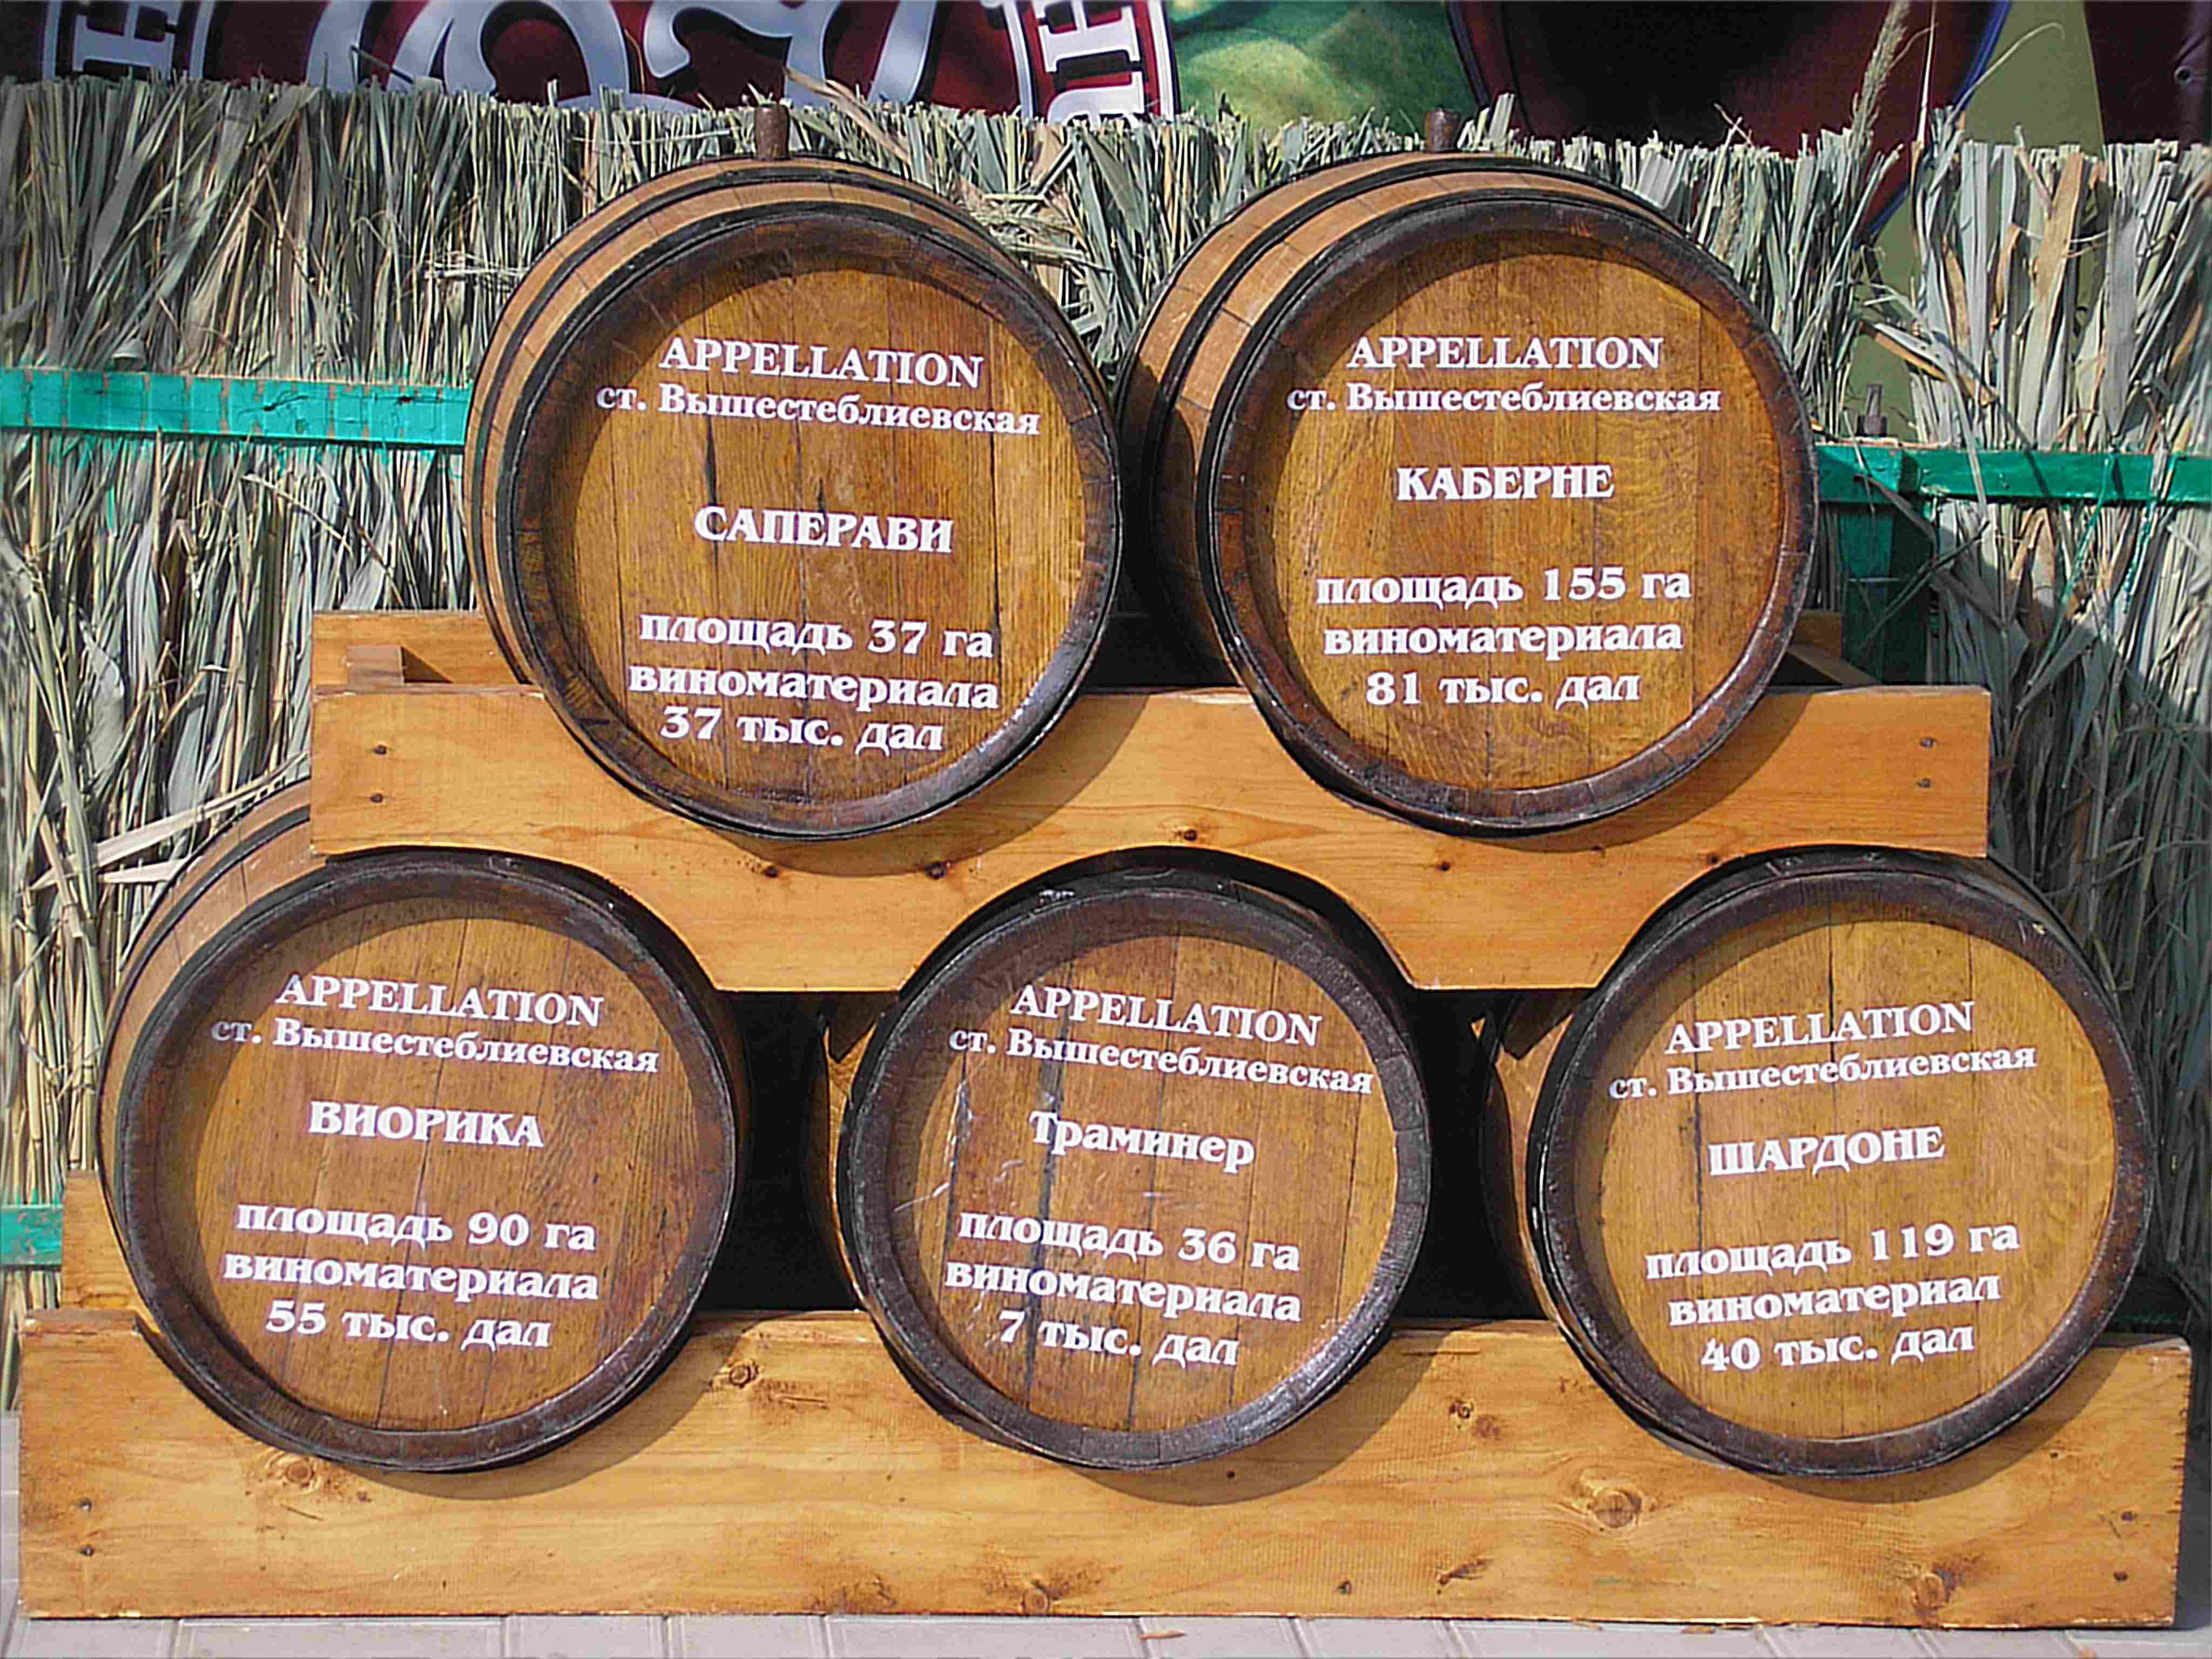 APPELLATION
ст. Вышестеблиевская
САПЕРАВИ
площадь 37 га
виноматериала
37 тыс. дал
APPELLATION
ст. Вышестеблиевская
КАБЕРНЕ
площадь 155 га
виноматериала
81 тыс. дал
APPELLATION
ст. Вышестеблиевская
ВИОРИКА
площадь 90 га
виноматериала
55 тыс. дал
APPELLATION
ст. Вышестеблиевская
Траминер
площадь 36 га
виноматериала
7 тыс. дал
APPELLATION
ст. Вышестеблиевская
ШАРДОНЕ
площадь 119 га
виноматериал
40 тыс. дал